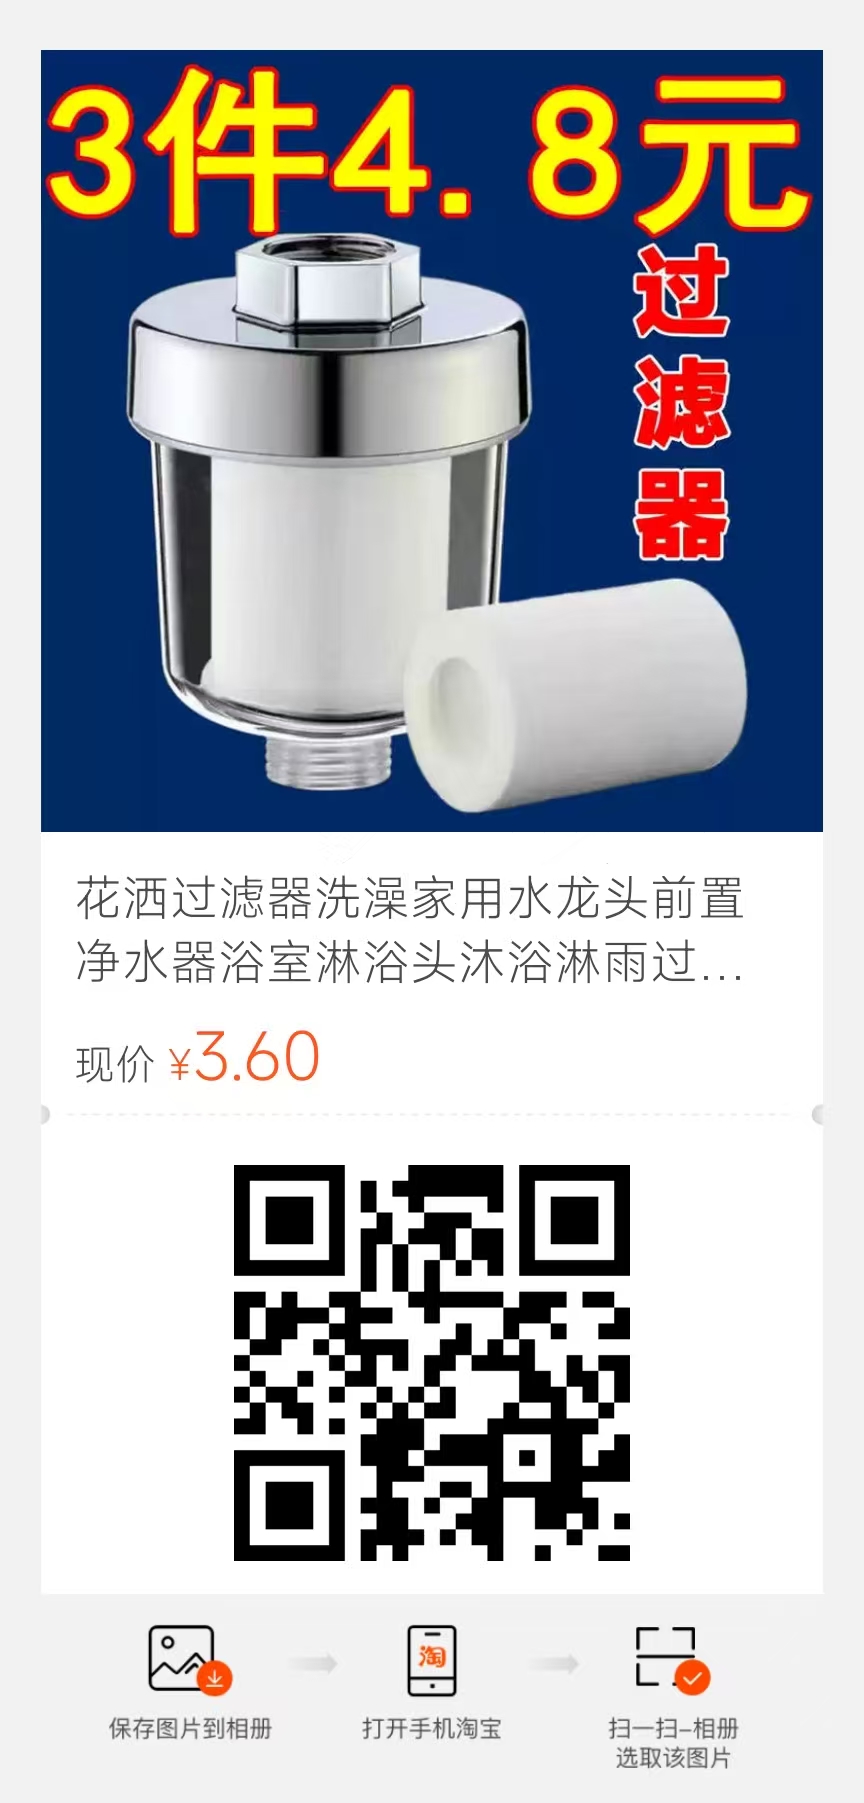 3件4.8元
过滤器
花洒过滤器洗澡家用水龙头前置
净水器浴室淋浴头沐浴淋雨过...
现价 ¥3.60
淘
保存图片到相册
打开手机淘宝
扫一扫-相册
选取该图片